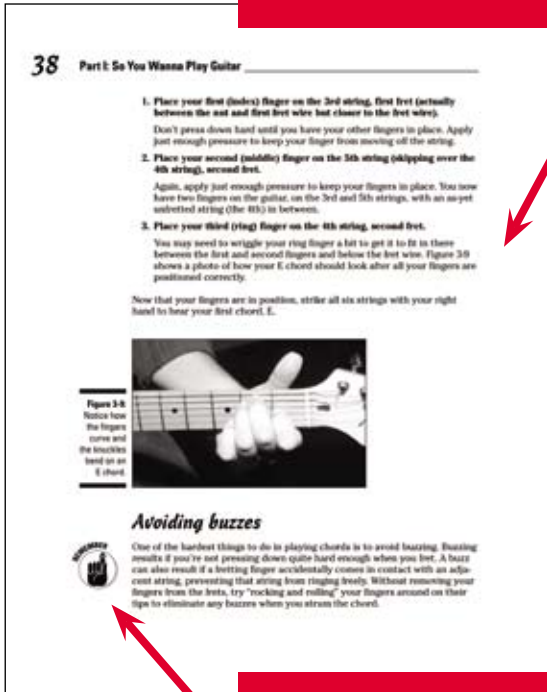 38 Part I: So You Wanna Play Guitar
1. Place your first (index) finger on the 3rd string, first fret (actually
between the nut and first fret wire but closer to the fret wire).
Don't press down hard until you have your other fingers in place. Apply
just enough pressure to keep your finger from moving off the string.
2. Place your second (middle) finger on the 5th string (skipping over the
4th string), second fret.
Again, apply just enough pressure to keep your fingers in place. You now
have two fingers on the guitar, on the 3rd and 5th strings, with an as-yet
unfretted string (the 4th) in between.
3. Place your third (ring) finger on the 4th string, second fret.
You may need to wriggle your ring finger a bit to get it to fit in there
between the first and second fingers and below the fret wire. Figure 3-9
shows a photo of how your E chord should look after all your fingers are
positioned correctly.
Now that your fingers are in position, strike all six strings with your right
hand to hear your first chord, E.
Figure 3-9:
Notice how
the fingers
curve and
the knuckles
bend on an
E chord.
Avoiding buzzes
REMEMBER
One of the hardest things to do in playing chords is to avoid buzzing. Buzzing
results if you're not pressing down quite hard enough when you fret. A buzz
can also result if a fretting finger accidentally comes in contact with an adja-
cent string, preventing that string from ringing freely. Without removing your
fingers from the frets, try "rocking and rolling" your fingers around on their
tips to eliminate any buzzes when you strum the chord.